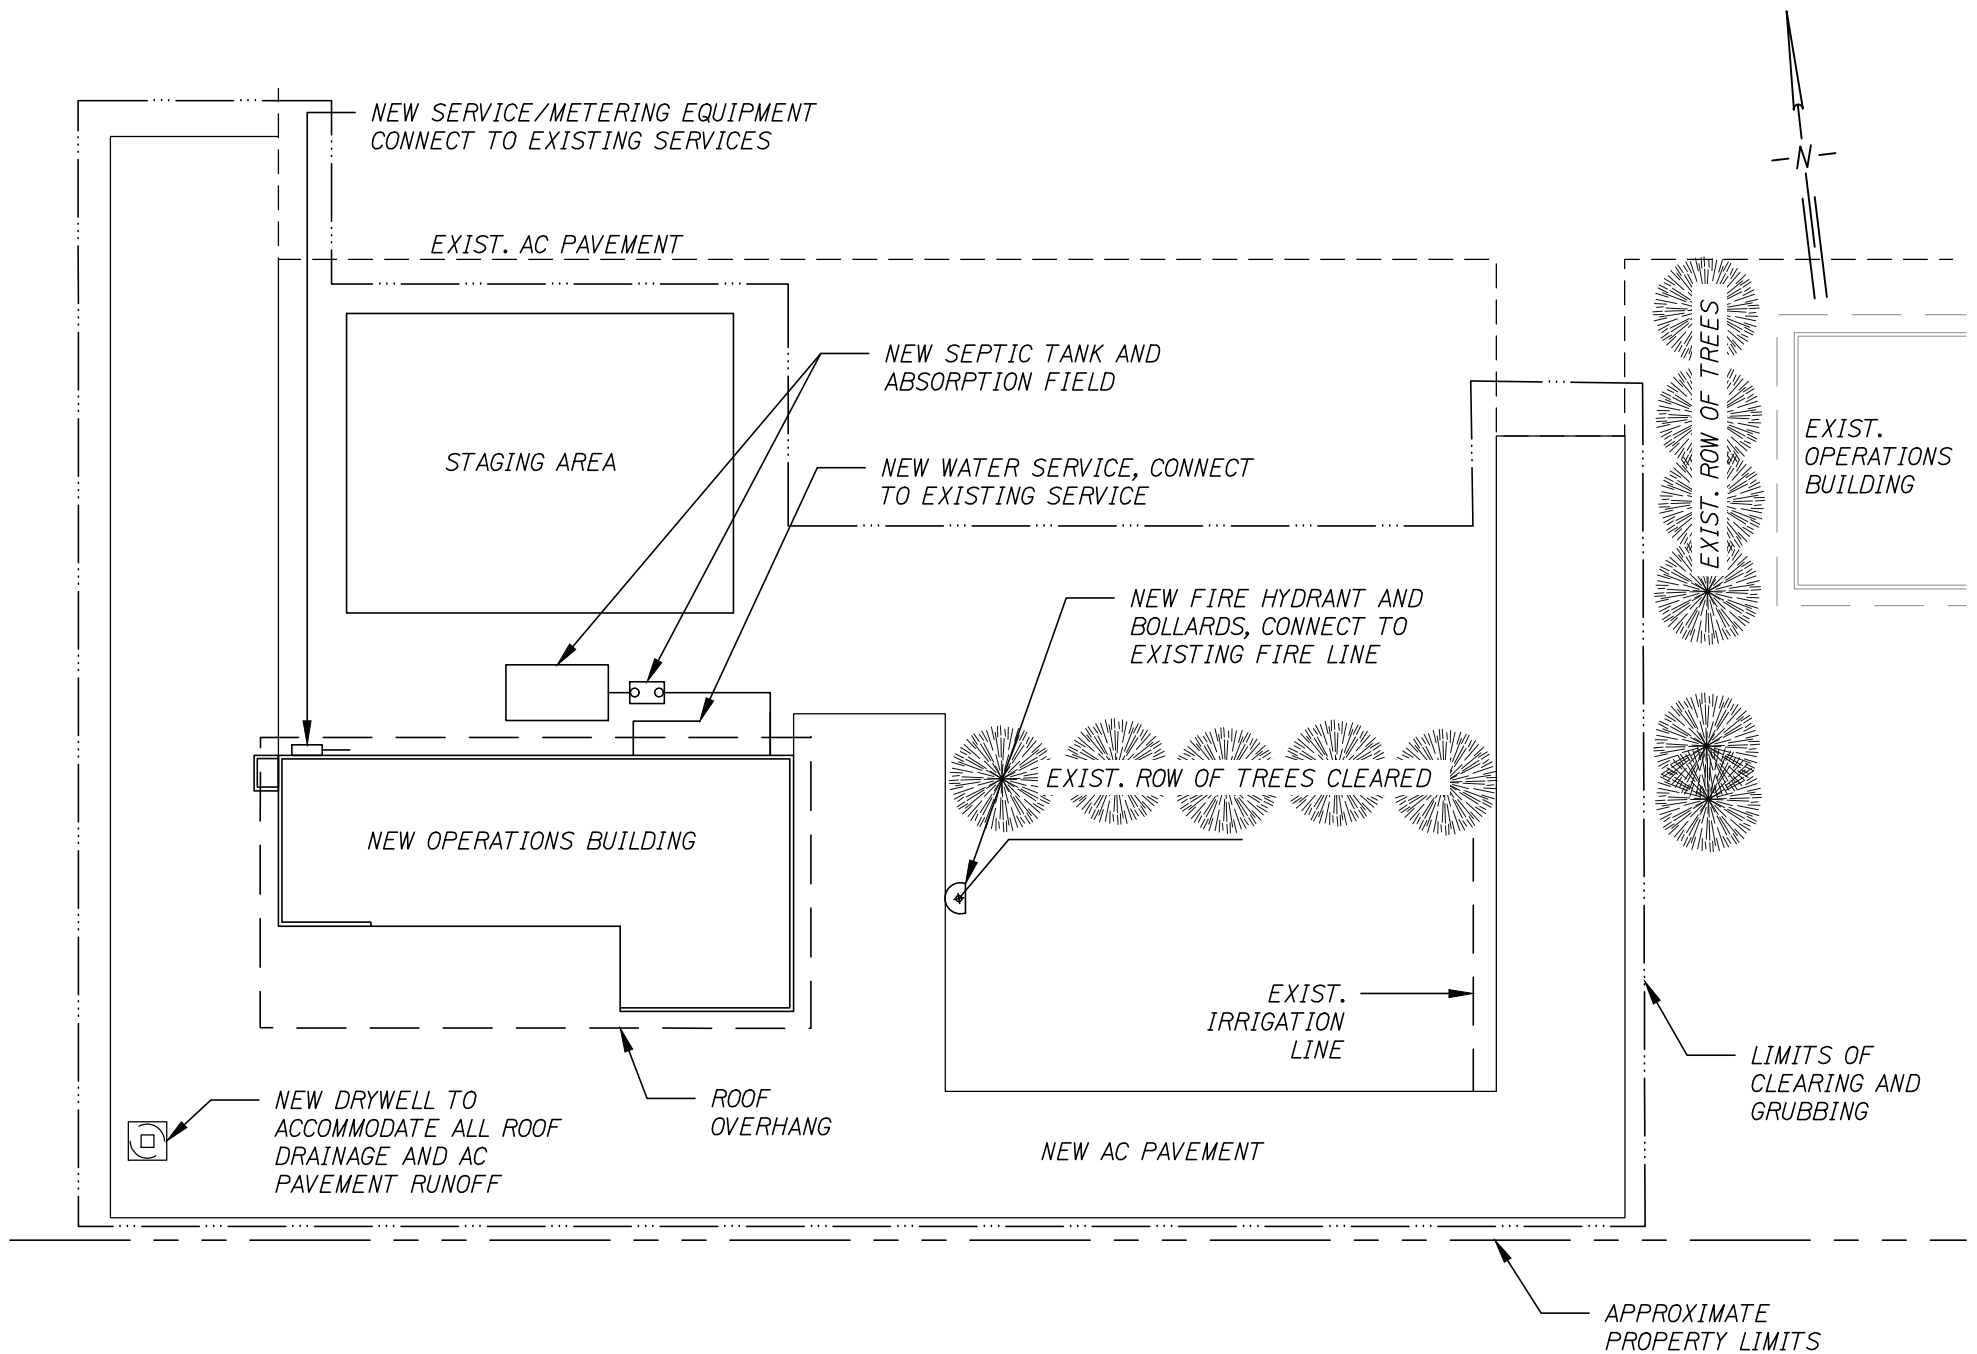 NEW SERVICE/METERING EQUIPMENT
CONNECT TO EXISTING SERVICES
N
EXIST. AC PAVEMENT
EXIST. ROW OF TREES
NEW SEPTIC TANK AND
ABSORPTION FIELD
STAGING AREA
NEW WATER SERVICE, CONNECT
TO EXISTING SERVICE
EXIST.
OPERATIONS
BUILDING
NEW FIRE HYDRANT AND
BOLLARDS, CONNECT TO
EXISTING FIRE LINE
EXIST. ROW OF TREES CLEARED
NEW OPERATIONS BUILDING
EXIST.
IRRIGATION
LINE
LIMITS OF
CLEARING AND
GRUBBING
NEW DRYWELL TO
ACCOMMODATE ALL ROOF
DRAINAGE AND AC
PAVEMENT RUNOFF
ROOF
OVERHANG
NEW AC PAVEMENT
APPROXIMATE
PROPERTY LIMITS